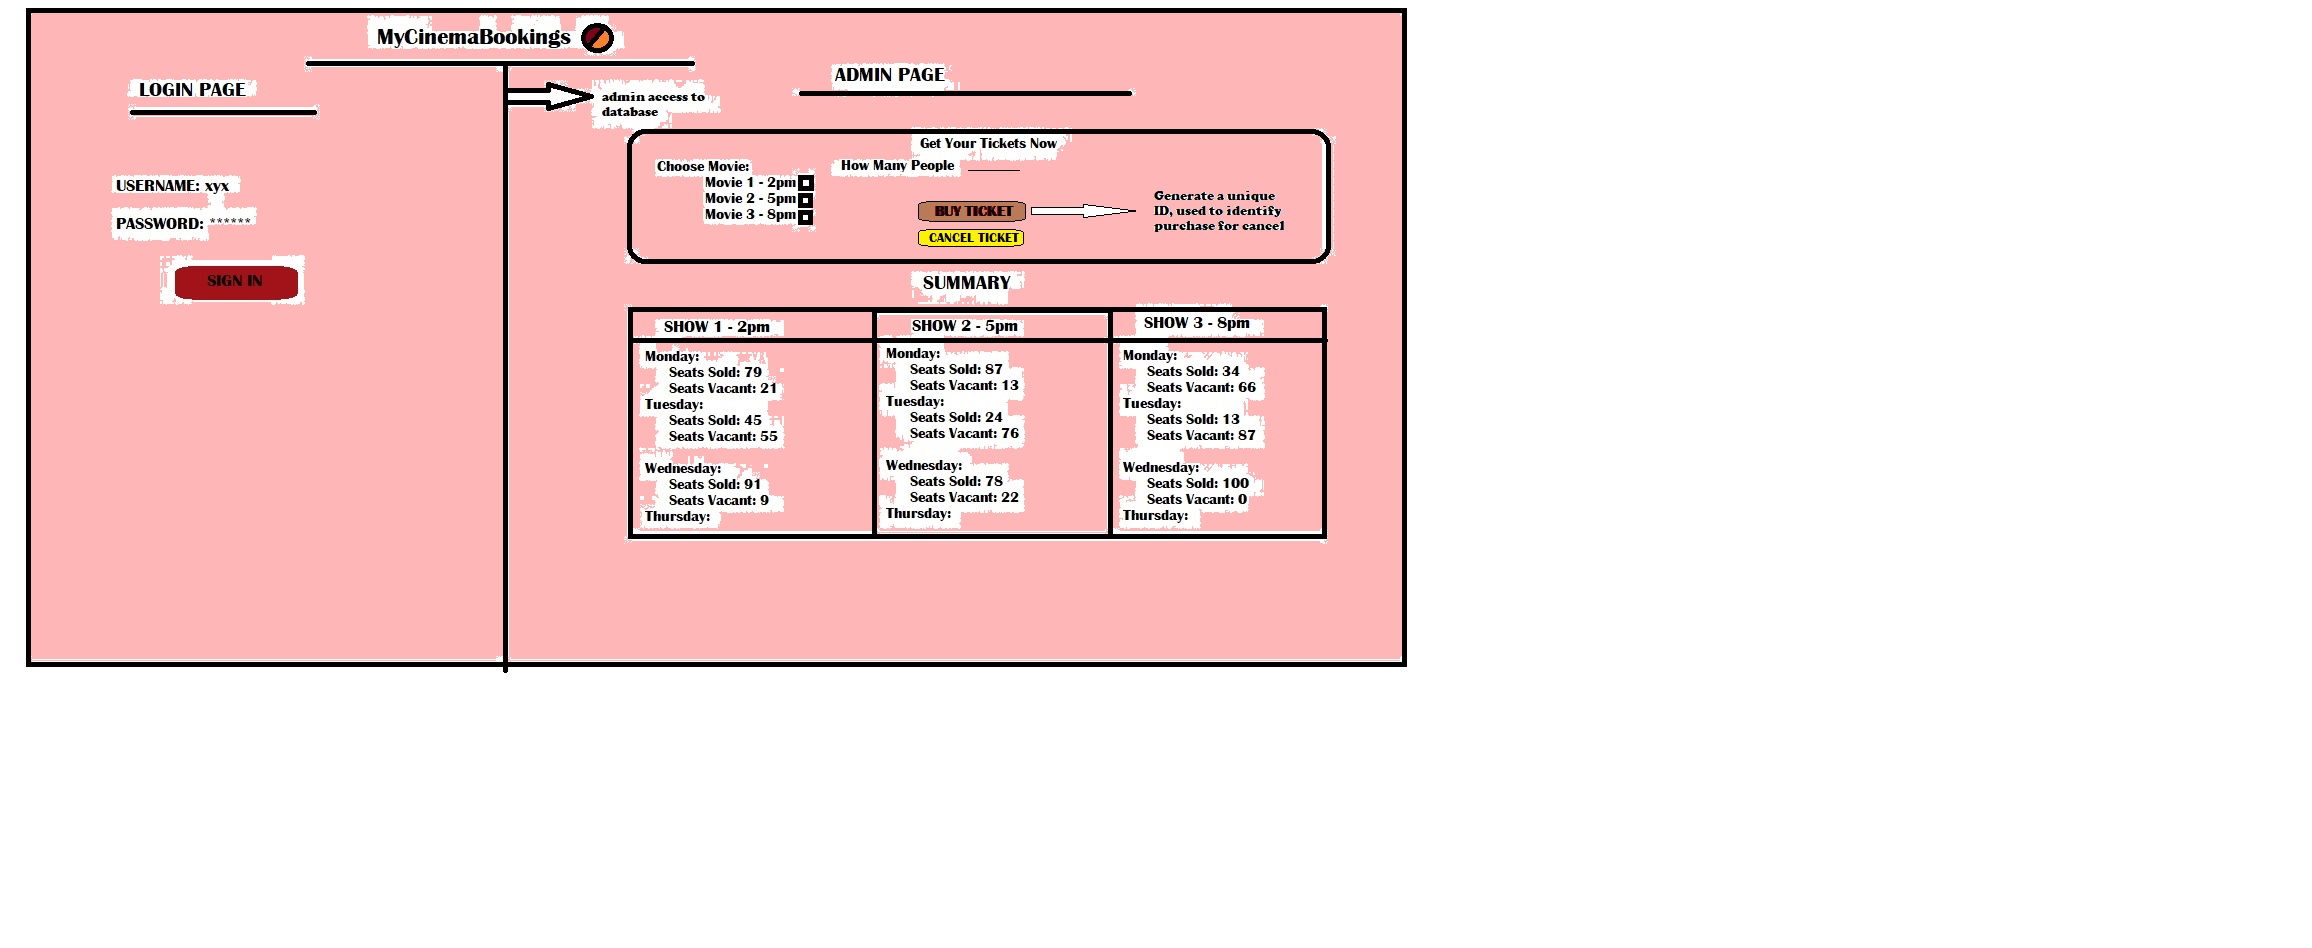 MyCinemaBookings
LOGIN PAGE
USERNAME: xyx
PASSWORD: ******
SIGN IN
admin access to
database
ADMIN PAGE
Get Your Tickets Now
Choose Movie:
Movie 1 - 2pm
Movie 2 - 5pm
Movie 3 - 8pm
How Many People ______
BUY TICKET
CANCEL TICKET
Generate a unique
ID, used to identify
purchase for cancel
SUMMARY
SHOW 1 - 2pm
Monday:
Seats Sold: 79
Seats Vacant: 21
Tuesday:
Seats Sold: 45
Seats Vacant: 55
Wednesday:
Seats Sold: 91
Seats Vacant: 9
Thursday:
SHOW 2 - 5pm
Monday:
Seats Sold: 87
Seats Vacant: 13
Tuesday:
Seats Sold: 24
Seats Vacant: 76
Wednesday:
Seats Sold: 78
Seats Vacant: 22
Thursday:
SHOW 3 - 8pm
Monday:
Seats Sold: 34
Seats Vacant: 66
Tuesday:
Seats Sold: 13
Seats Vacant: 87
Wednesday:
Seats Sold: 100
Seats Vacant: 0
Thursday: